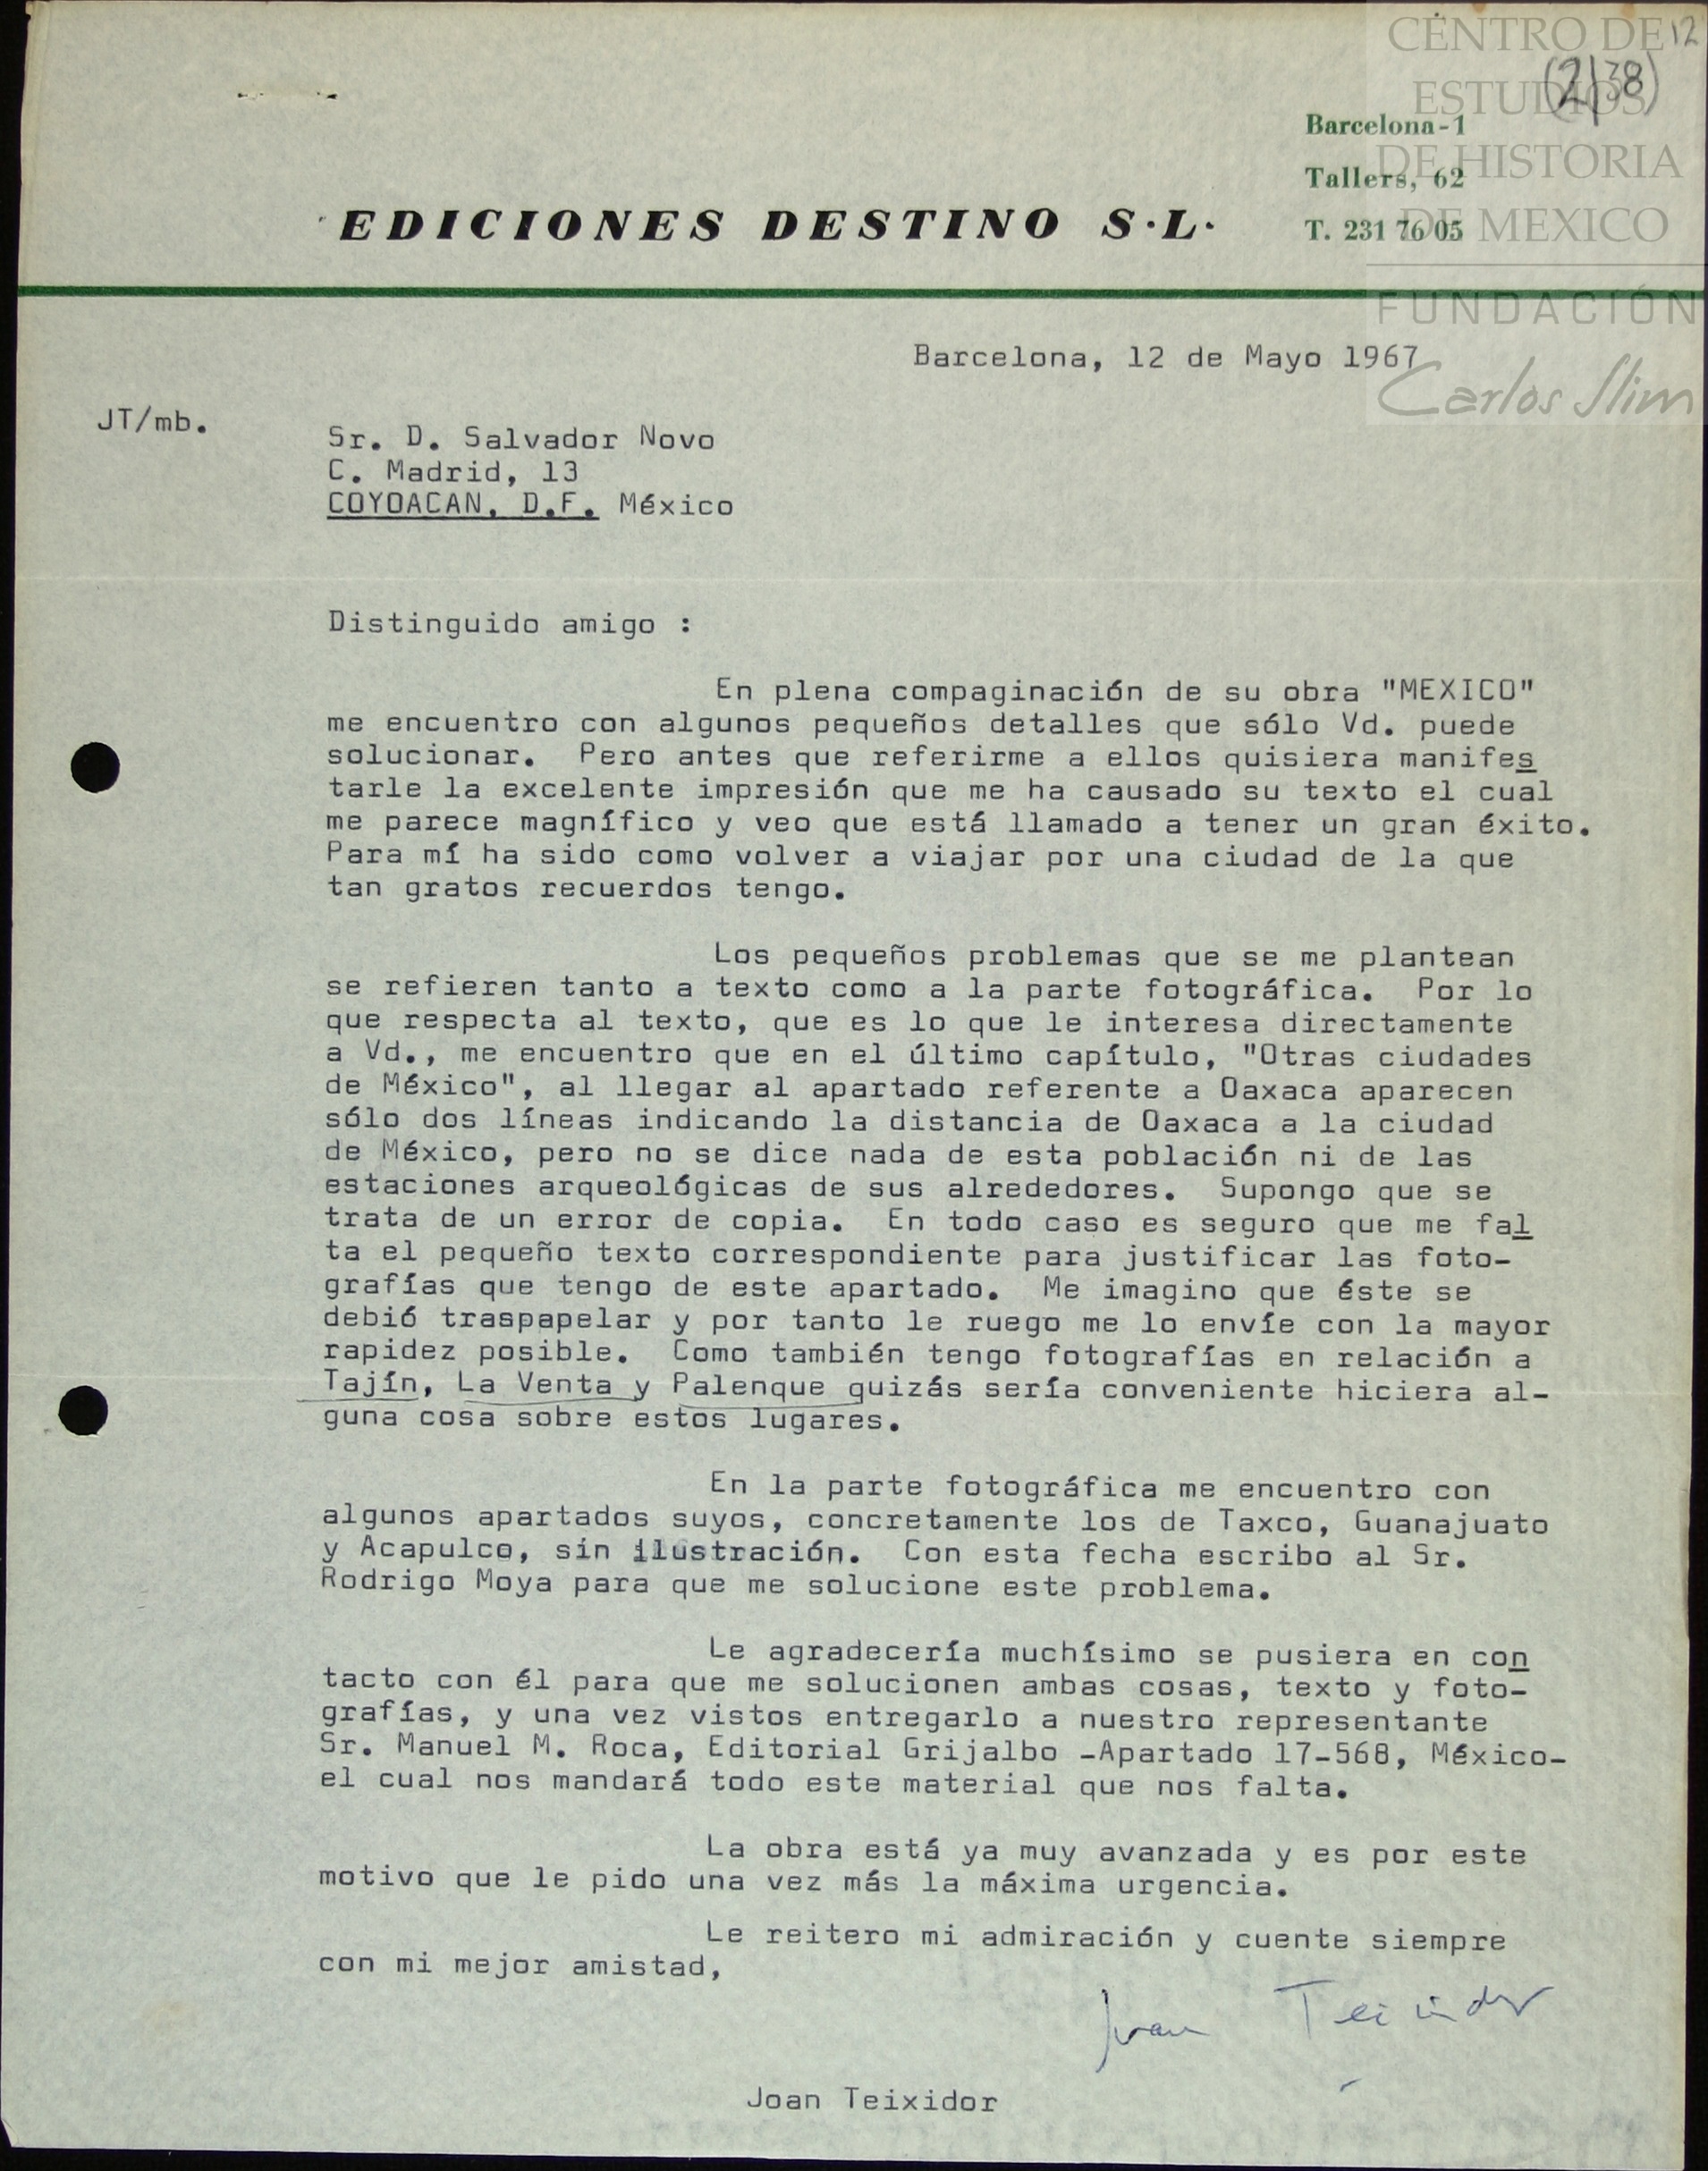 CENTRO DE
ESTUDIOS
DE HISTORIA
DE MEXICO
FUNDACIÓN
Carlos Slim
12
(2|38)
Barcelona-1
Tallers, 62
T. 231 76 05
EDICIONES DESTINO S·L·
Barcelona, 12 de Mayo 1967
JT/mb.
Sr. D. Salvador Novo
C. Madrid, 13
COYOACAN. D.F. México
Distinguido amigo :
En plena compaginación de su obra "MEXICO"
me encuentro con algunos pequeños detalles que sólo Vd. puede
solucionar. Pero antes que referirme a ellos quisiera manifes
tarle la excelente impresión que me ha causado su texto el cual
me parece magnífico y veo que está llamado a tener un gran éxito.
Para mí ha sido como volver a viajar por una ciudad de la que
tan gratos recuerdos tengo.
Los pequeños problemas que se me plantean
se refieren tanto a texto como a la parte fotográfica. Por lo
que respecta al texto, que es lo que le interesa directamente
a Vd., me encuentro que en el último capítulo, "Otras ciudades
de México", al llegar al apartado referente a Oaxaca aparecen
sólo dos líneas indicando la distancia de Oaxaca a la ciudad
de México, pero no se dice nada de esta población ni de las
estaciones arqueológicas de sus alrededores. Supongo que se
trata de un error de copia. En todo caso es seguro que me fal
ta el pequeño texto correspondiente para justificar las foto-
grafías que tengo de este apartado. Me imagino que éste se
debió traspapelar y por tanto le ruego me lo envíe con la mayor
rapidez posible. Como también tengo fotografías en relación a
Tajín, La Venta y Palenque quizás sería conveniente hiciera al-
guna cosa sobre estos lugares.
En la parte fotográfica me encuentro con
algunos apartados suyos, concretamente los de Taxco, Guanajuato
y Acapulco, sin ilustración. Con esta fecha escribo al Sr.
Rodrigo Moya para que me solucione este problema.
Le agradecería muchísimo se pusiera en con
tacto con él para que me solucionen ambas cosas, texto y foto-
grafías, y una vez vistos entregarlo a nuestro representante
Sr. Manuel M. Roca, Editorial Grijalbo -Apartado 17-568, México-
el cual nos mandará todo este material que nos falta.
La obra está ya muy avanzada y es por este
motivo que le pido una vez más la máxima urgencia.
Le reitero mi admiración y cuente siempre
con mi mejor amistad,
Joan Teixidor
Joan Teixidor